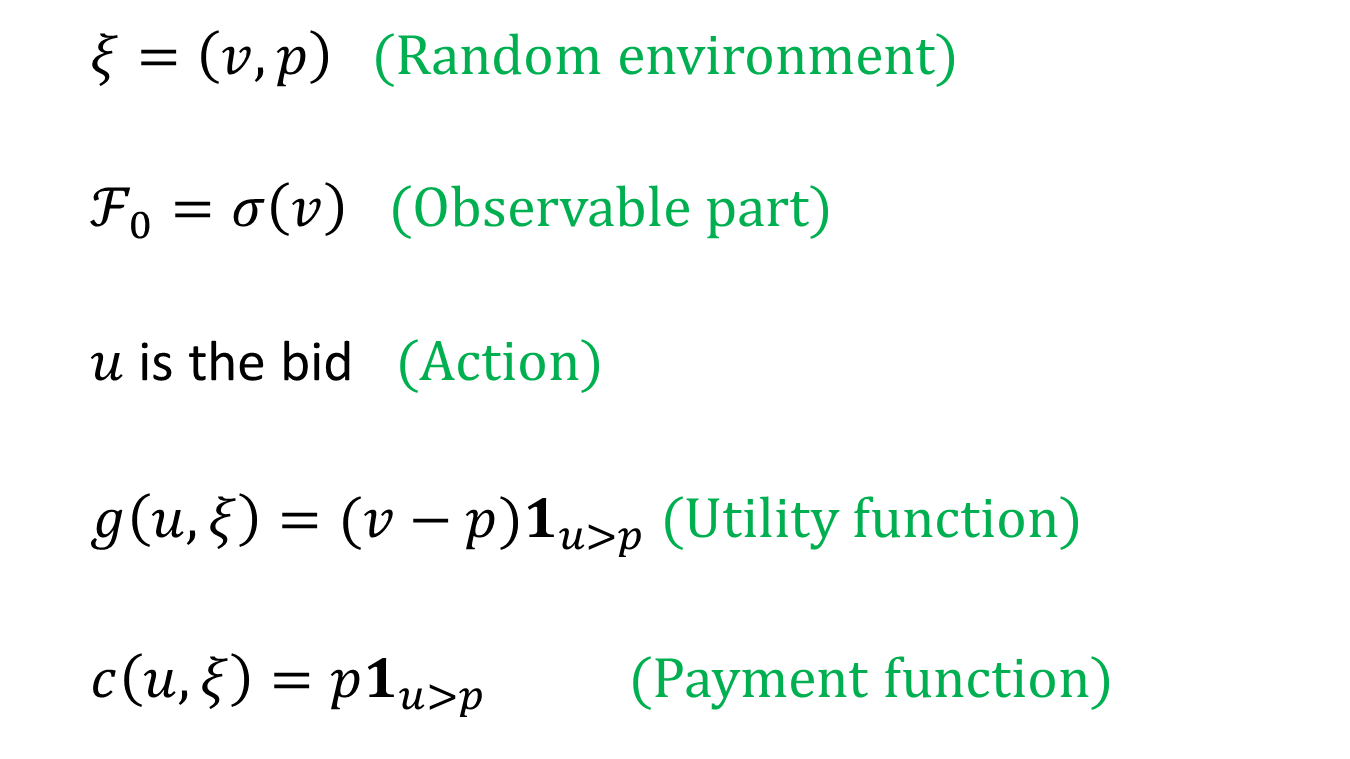 ξ = (v, p) (Random environment)
ℱ₀ = σ(v) (Observable part)
u is the bid (Action)
g(u, ξ) = (v − p)𝟏ᵤ﹥ₚ (Utility function)
c(u, ξ) = p𝟏ᵤ﹥ₚ (Payment function)